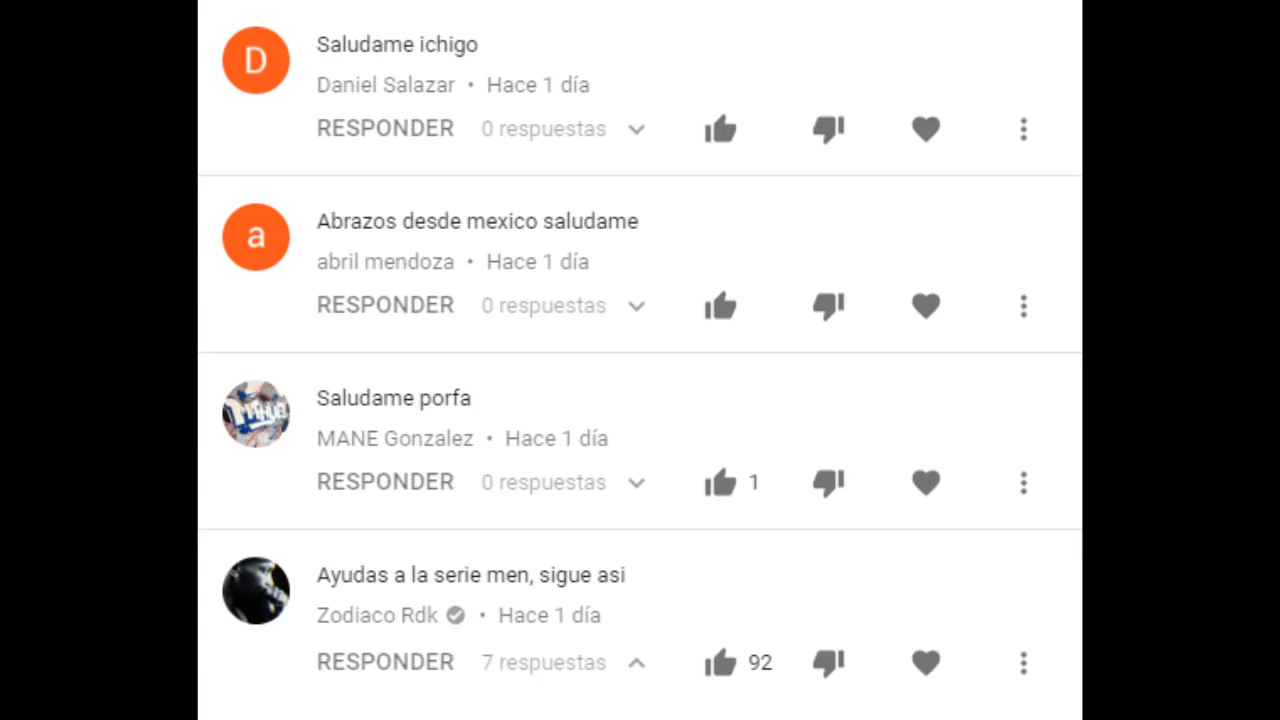 D
Saludame ichigo
Daniel Salazar • Hace 1 día
RESPONDER 0 respuestas
a
Abrazos desde mexico saludame
abril mendoza • Hace 1 día
RESPONDER 0 respuestas
Saludame porfa
MANE Gonzalez • Hace 1 día
RESPONDER 0 respuestas 1
Ayudas a la serie men, sigue asi
Zodiaco Rdk • Hace 1 día
RESPONDER 7 respuestas 92